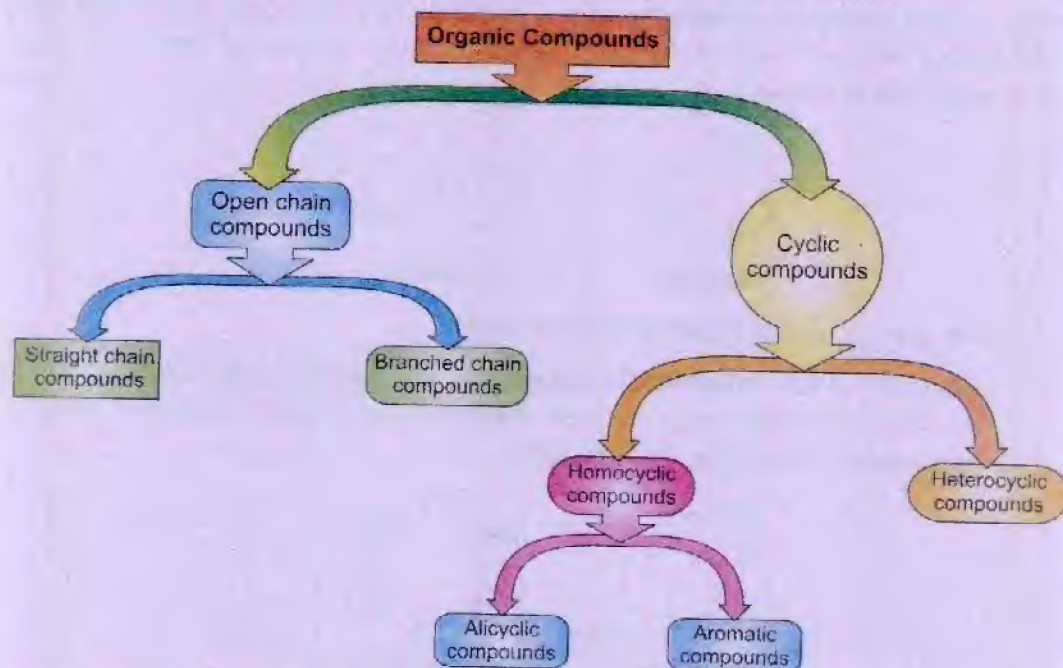 Organic Compounds
Open chain
compounds
Cyclic
compounds
Straight chain
compounds
Branched chain
compounds
Homocyclic
compounds
Heterocyclic
compounds
Alicyclic
compounds
Aromatic
compounds